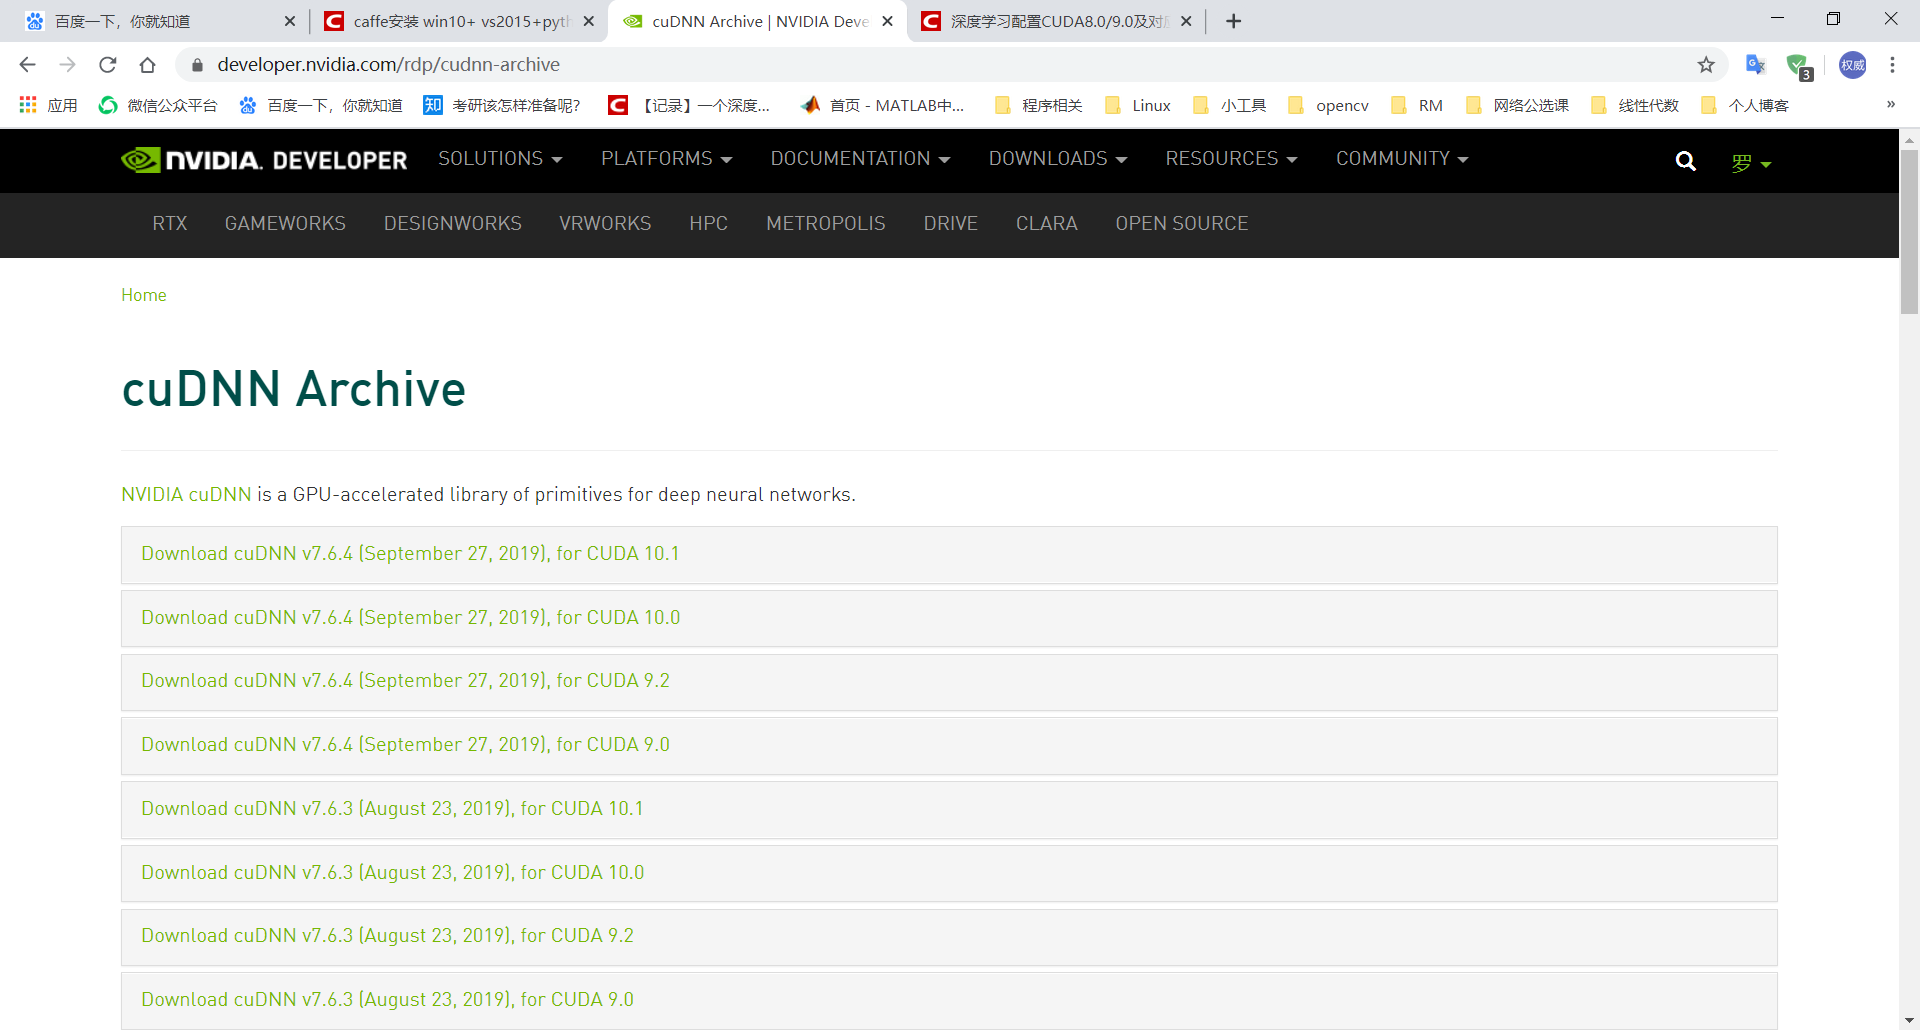 百度一下，你就知道
caffe安装 win10+ vs2015+pyth
cuDNN Archive | NVIDIA Deve
深度学习配置CUDA8.0/9.0及对应
developer.nvidia.com/rdp/cudnn-archive
3
权威
应用
微信公众平台
百度一下，你就知道
知
考研该怎样准备呢?
【记录】一个深度...
首页 - MATLAB中...
程序相关
Linux
小工具
opencv
RM
网络公选课
线性代数
个人博客
»
NVIDIA. DEVELOPER
SOLUTIONS
PLATFORMS
DOCUMENTATION
DOWNLOADS
RESOURCES
COMMUNITY
罗
RTX
GAMEWORKS
DESIGNWORKS
VRWORKS
HPC
METROPOLIS
DRIVE
CLARA
OPEN SOURCE
Home
cuDNN Archive
NVIDIA cuDNN is a GPU-accelerated library of primitives for deep neural networks.
Download cuDNN v7.6.4 (September 27, 2019), for CUDA 10.1
Download cuDNN v7.6.4 (September 27, 2019), for CUDA 10.0
Download cuDNN v7.6.4 (September 27, 2019), for CUDA 9.2
Download cuDNN v7.6.4 (September 27, 2019), for CUDA 9.0
Download cuDNN v7.6.3 (August 23, 2019), for CUDA 10.1
Download cuDNN v7.6.3 (August 23, 2019), for CUDA 10.0
Download cuDNN v7.6.3 (August 23, 2019), for CUDA 9.2
Download cuDNN v7.6.3 (August 23, 2019), for CUDA 9.0